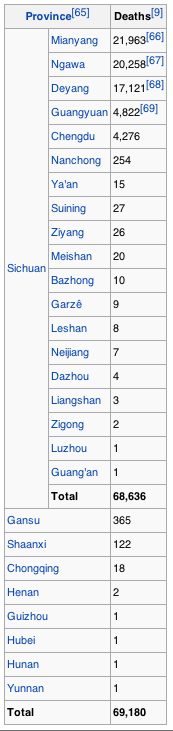 Province[65] Deaths[9]
Sichuan
Mianyang 21,963[66]
Ngawa 20,258[67]
Deyang 17,121[68]
Guangyuan 4,822[69]
Chengdu 4,276
Nanchong 254
Ya'an 15
Suining 27
Ziyang 26
Meishan 20
Bazhong 10
Garzê 9
Leshan 8
Neijiang 7
Dazhou 4
Liangshan 3
Zigong 2
Luzhou 1
Guang'an 1
Total 68,636
Gansu 365
Shaanxi 122
Chongqing 18
Henan 2
Guizhou 1
Hubei 1
Hunan 1
Yunnan 1
Total 69,180